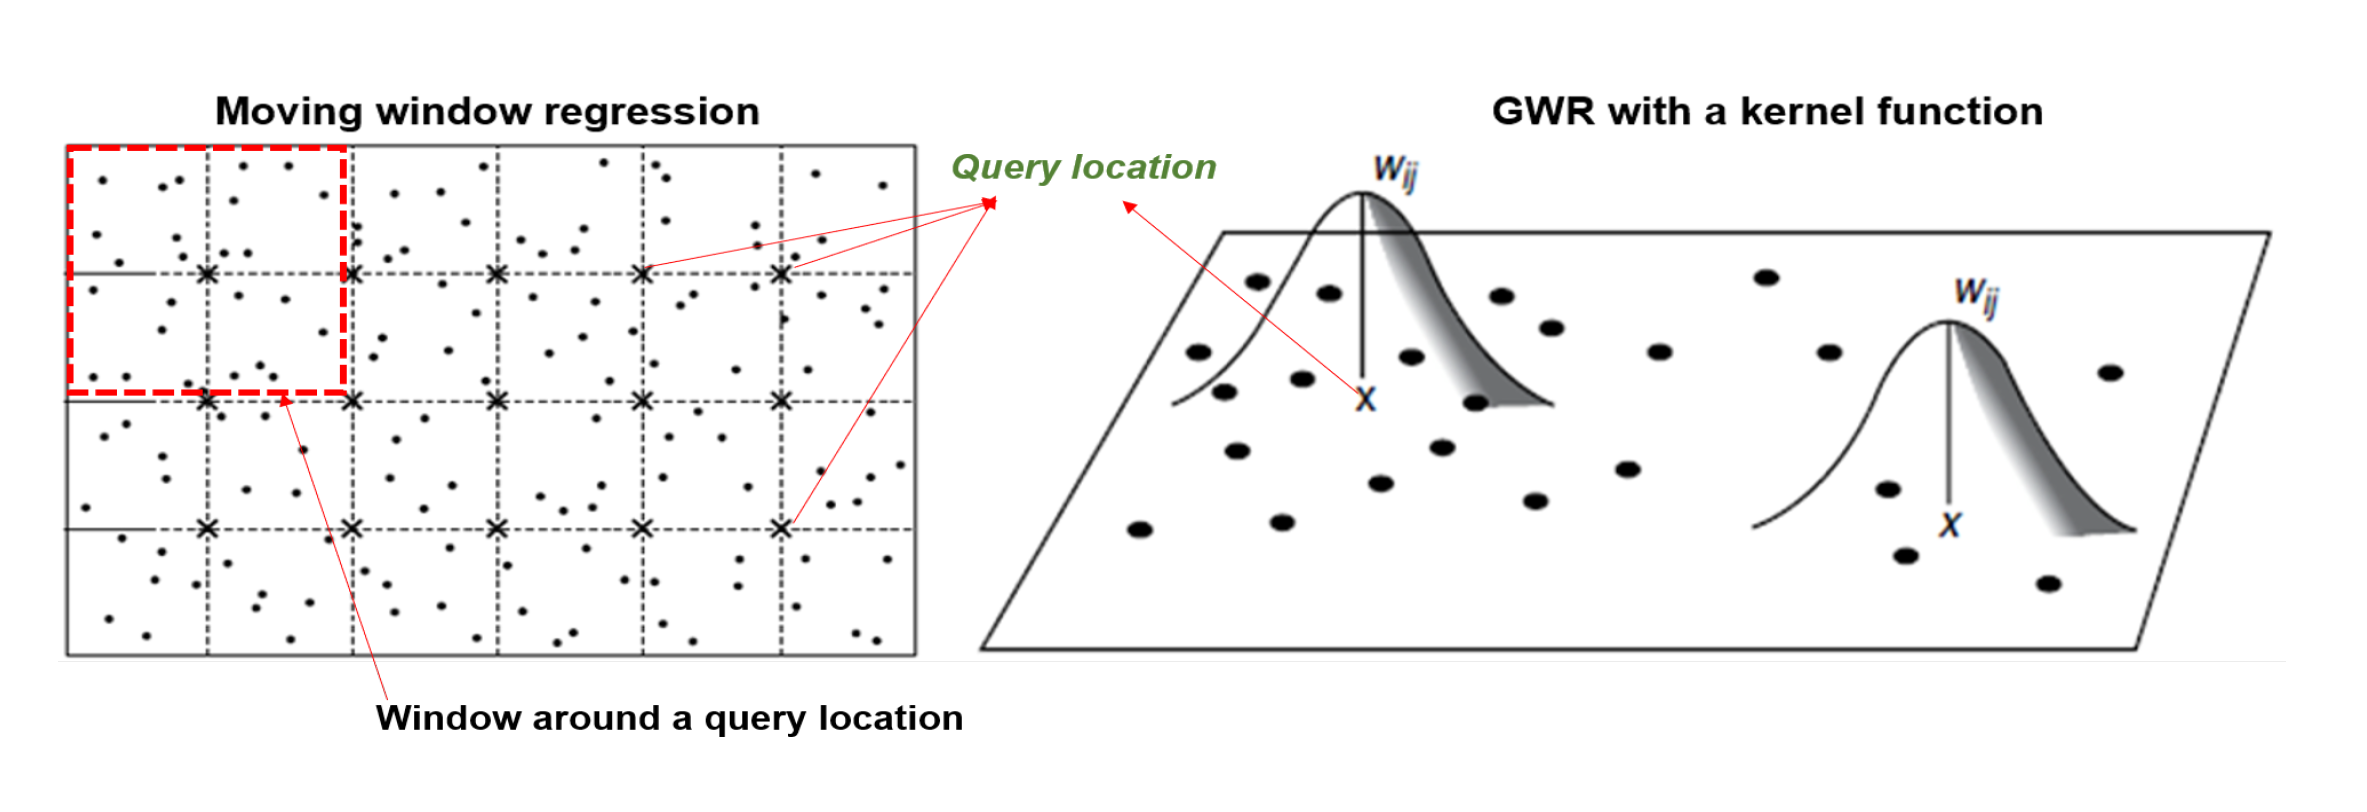 Moving window regression
GWR with a kernel function
Query location
Wij
Wij
X
X
Window around a query location